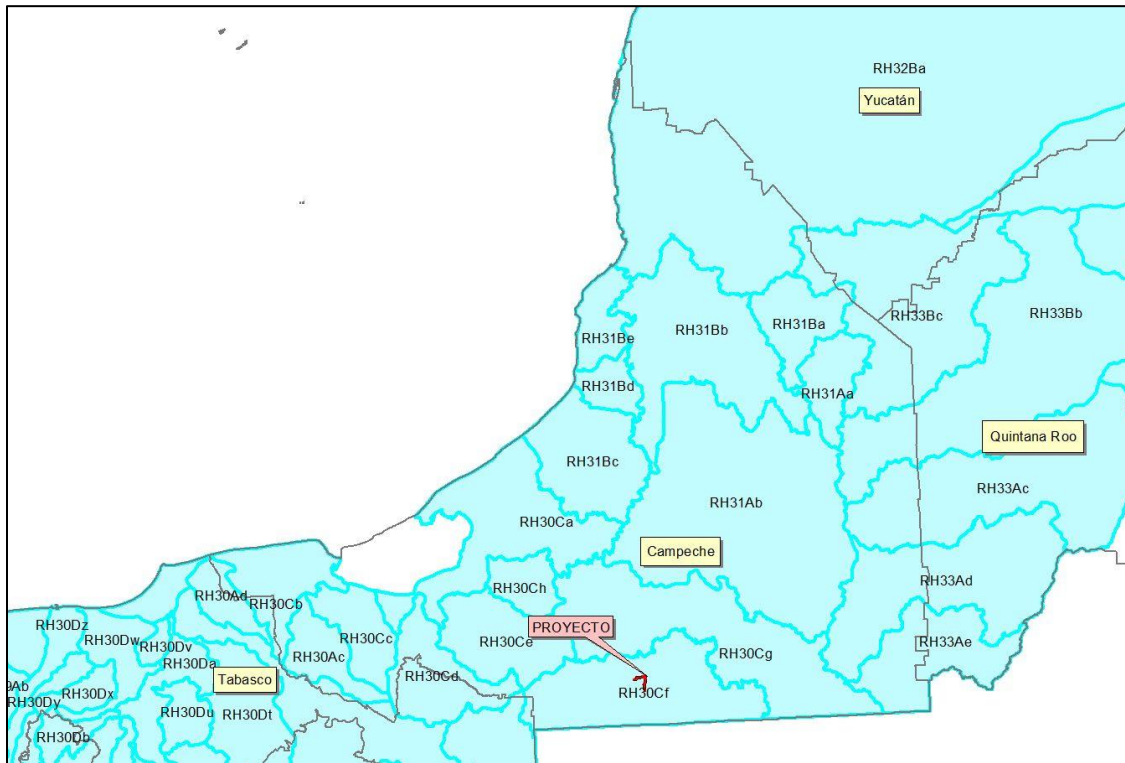 RH32Ba
Yucatán
RH33Bc
RH33Bb
RH31Be
RH31Bb
RH31Ba
RH31Bd
RH31Aa
Quintana Roo
RH31Bc
RH33Ac
RH31Ab
RH30Ca
Campeche
RH33Ad
RH30Ch
RH30Ad
RH30Cb
RH30Dz
RH30Dw
RH30Dv
RH30Cc
RH30Ce
PROYECTO
RH33Ae
RH30Da
RH30Ac
RH30Cg
RH30Cd
Tabasco
9Ab
RH30Dx
RH30Cf
RH30Dy
RH30Du
RH30Dt
RH30Db